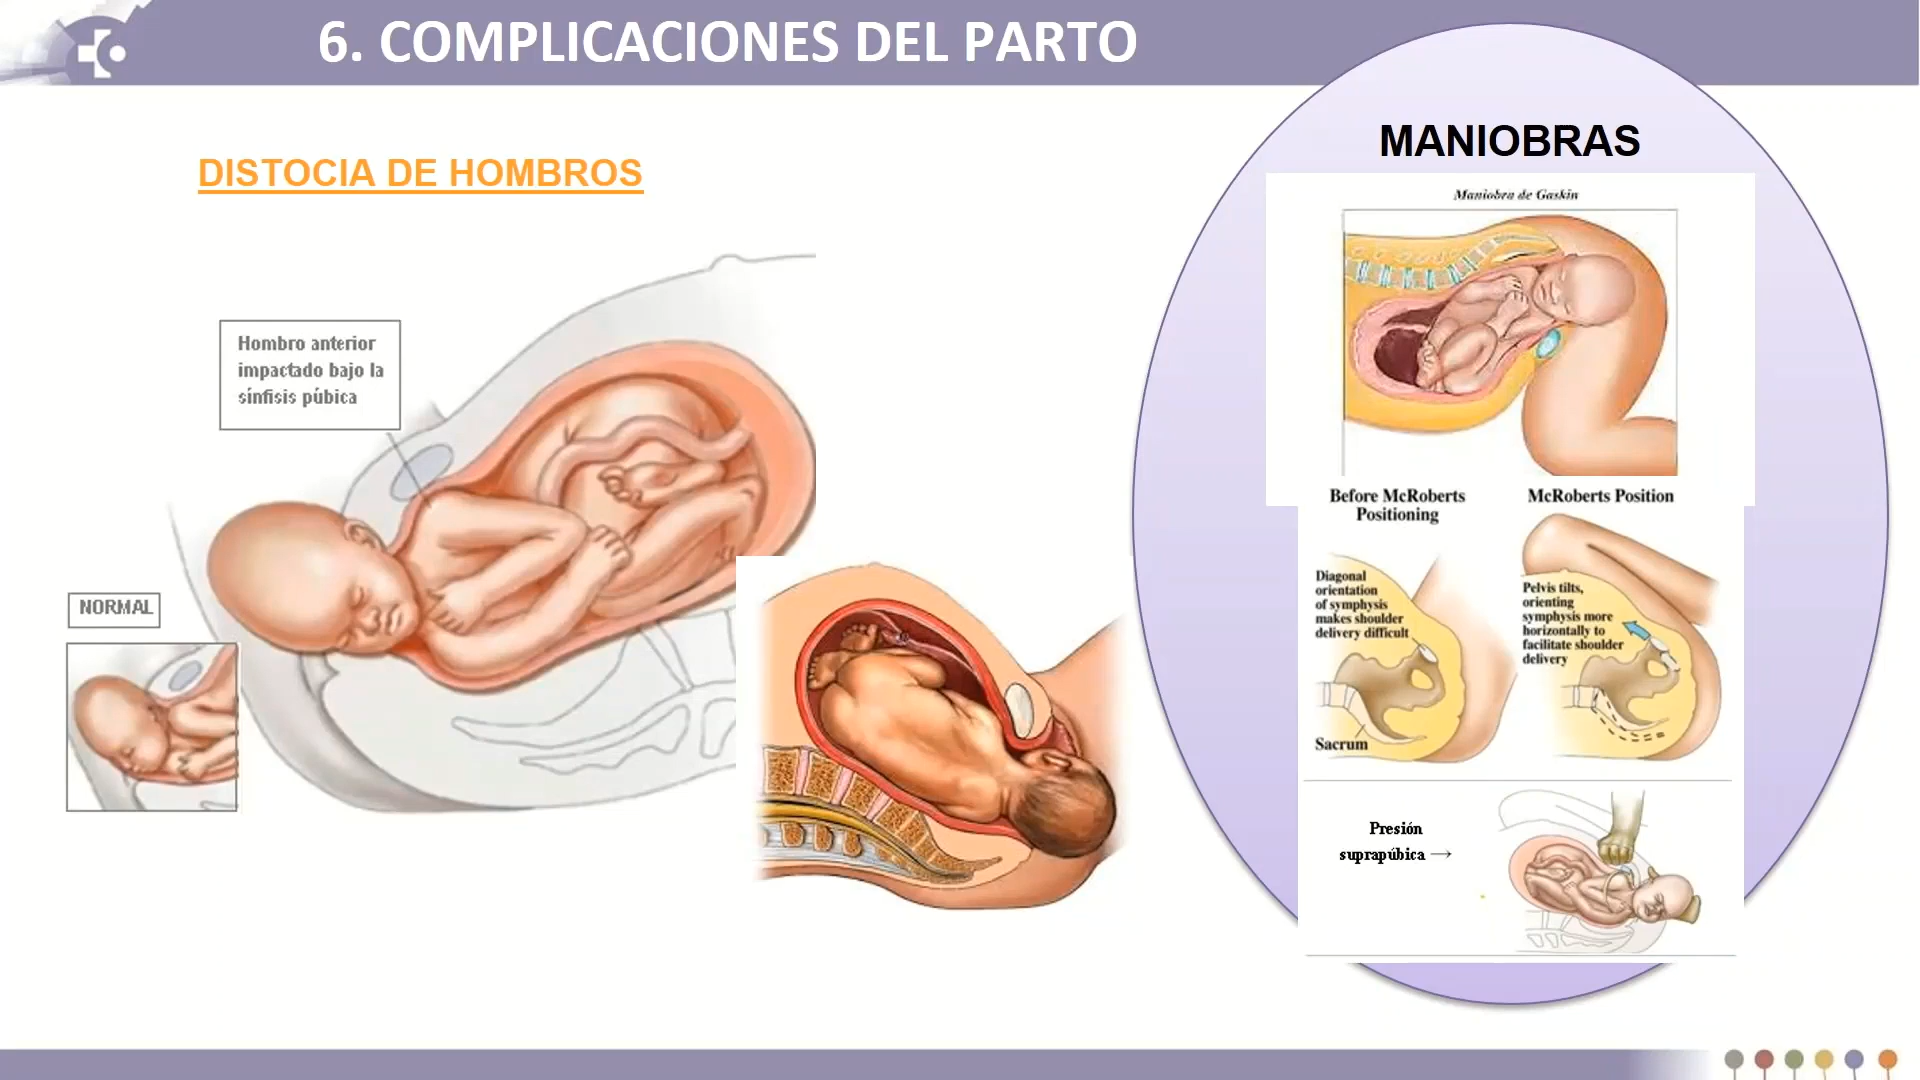 6. COMPLICACIONES DEL PARTO
DISTOCIA DE HOMBROS
Hombro anterior
impactado bajo la
sínfisis púbica
NORMAL
MANIOBRAS
Maniobra de Gaskin
Before McRoberts
Positioning
McRoberts Position
Diagonal
orientation
of symphysis
makes shoulder
delivery difficult
Sacrum
Pelvis tilts,
orienting
symphysis more
horizontally to
facilitate shoulder
delivery
Presión
suprapúbica →